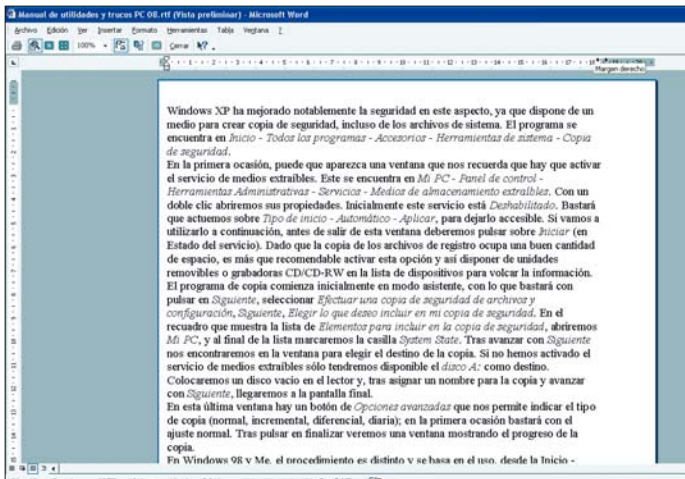 Manual de utilidades y trucos PC 08.rtf (Vista preliminar) - Microsoft Word
Archivo Edición Ver Insertar Formato Herramientas Tabla Ventana ?
100% Cerrar
Margen derecho
Windows XP ha mejorado notablemente la seguridad en este aspecto, ya que dispone de un
medio para crear copia de seguridad, incluso de los archivos de sistema. El programa se
encuentra en Inicio - Todos los programas - Accesorios - Herramientas de sistema - Copia
de seguridad.
En la primera ocasión, puede que aparezca una ventana que nos recuerda que hay que activar
el servicio de medios extraíbles. Este se encuentra en Mi PC - Panel de control -
Herramientas Administrativas - Servicios - Medios de almacenamiento extraíbles. Con un
doble clic abriremos sus propiedades. Inicialmente este servicio está Deshabilitado. Bastará
que actuemos sobre Tipo de inicio - Automático - Aplicar, para dejarlo accesible. Si vamos a
utilizarlo a continuación, antes de salir de esta ventana deberemos pulsar sobre Iniciar (en
Estado del servicio). Dado que la copia de los archivos de registro ocupa una buen cantidad
de espacio, es más que recomendable activar esta opción y así disponer de unidades
removibles o grabadoras CD/CD-RW en la lista de dispositivos para volcar la información.
El programa de copia comienza inicialmente en modo asistente, con lo que bastará con
pulsar en Siguiente, seleccionar Efectuar una copia de seguridad de archivos y
configuración, Siguiente, Elegir lo que deseo incluir en mi copia de seguridad. En el
recuadro que muestra la lista de Elementos para incluir en la copia de seguridad, abriremos
Mi PC, y al final de la lista marcaremos la casilla System State. Tras avanzar con Siguiente
nos encontraremos en la ventana para elegir el destino de la copia. Si no hemos activado el
servicio de medios extraíbles sólo tendremos disponible el disco A: como destino.
Colocaremos un disco vacío en el lector y, tras asignar un nombre para la copia y avanzar
con Siguiente, llegaremos a la pantalla final.
En esta última ventana hay un botón de Opciones avanzadas que nos permite indicar el tipo
de copia (normal, incremental, diferencial, diaria); en la primera ocasión bastará con el
ajuste normal. Tras pulsar en finalizar veremos una ventana mostrando el progreso de la
copia.
En Windows 98 y Me, el procedimiento es distinto y se basa en el uso, desde la Inicio -